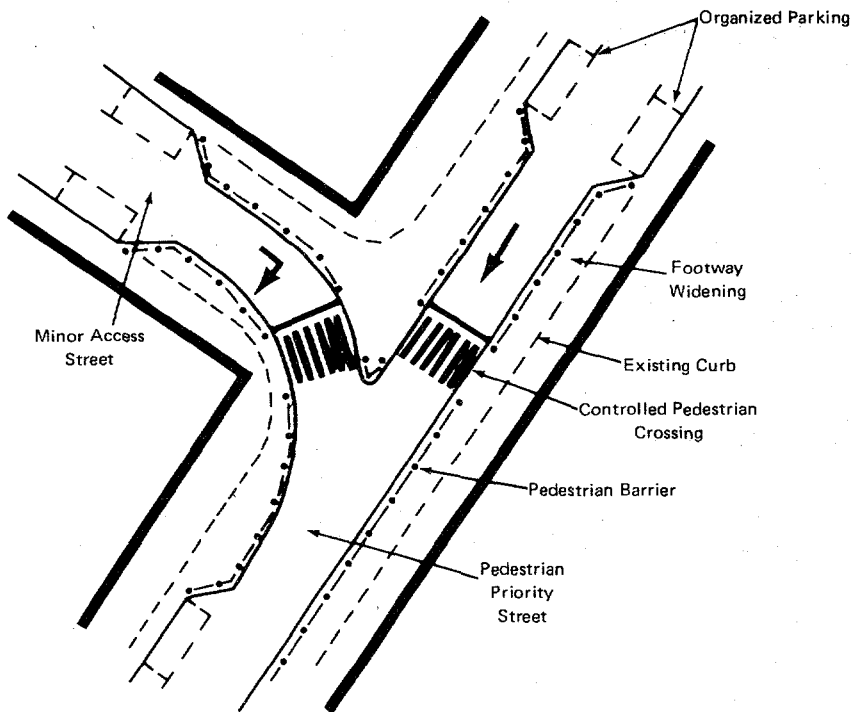 Organized Parking
Footway
Widening
Minor Access
Street
Existing Curb
Controlled Pedestrian
Crossing
Pedestrian Barrier
Pedestrian
Priority
Street